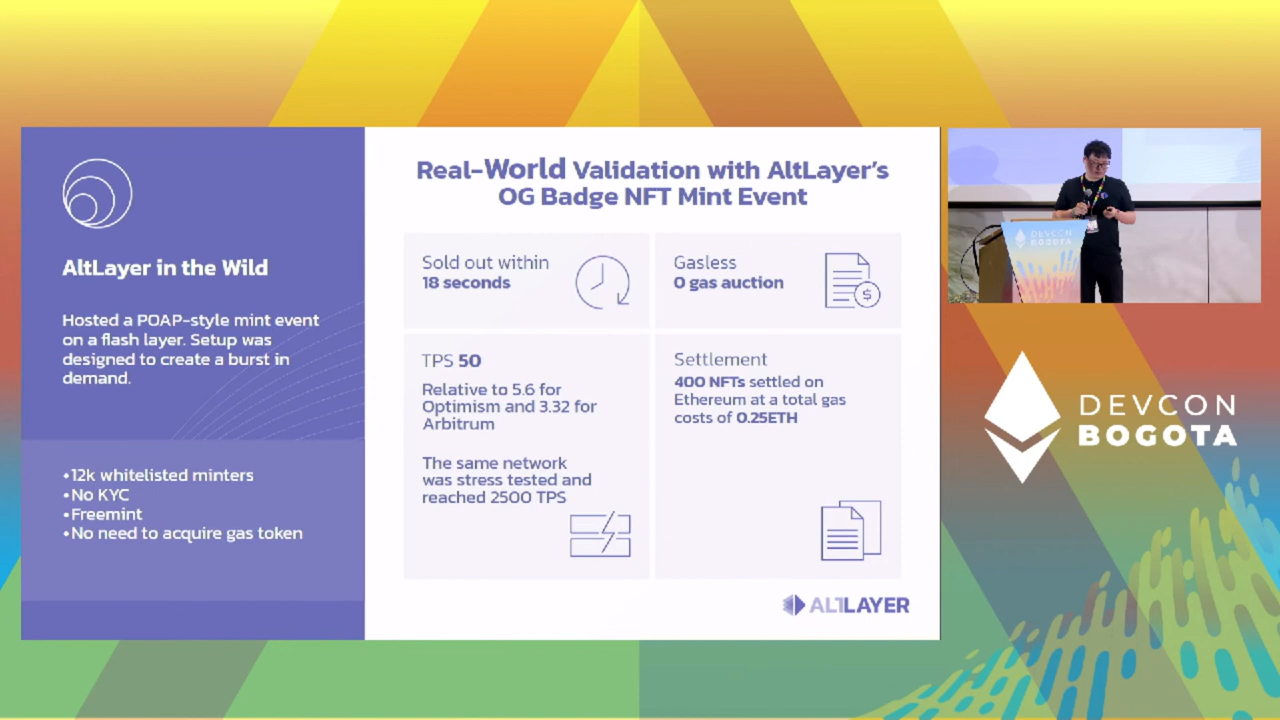 AltLayer in the Wild
Hosted a POAP-style mint event
on a flash layer. Setup was
designed to create a burst in
demand.
•12k whitelisted minters
•No KYC
•Freemint
•No need to acquire gas token
Real-World Validation with AltLayer's
OG Badge NFT Mint Event
Sold out within
18 seconds
Gasless
0 gas auction
$
TPS 50
Relative to 5.6 for
Optimism and 3.32 for
Arbitrum
The same network
was stress tested and
reached 2500 TPS
Settlement
400 NFTs settled on
Ethereum at a total gas
costs of 0.25ETH
ALTLAYER
DEVCON
BOGOTA
DEVCON
BOGOTA